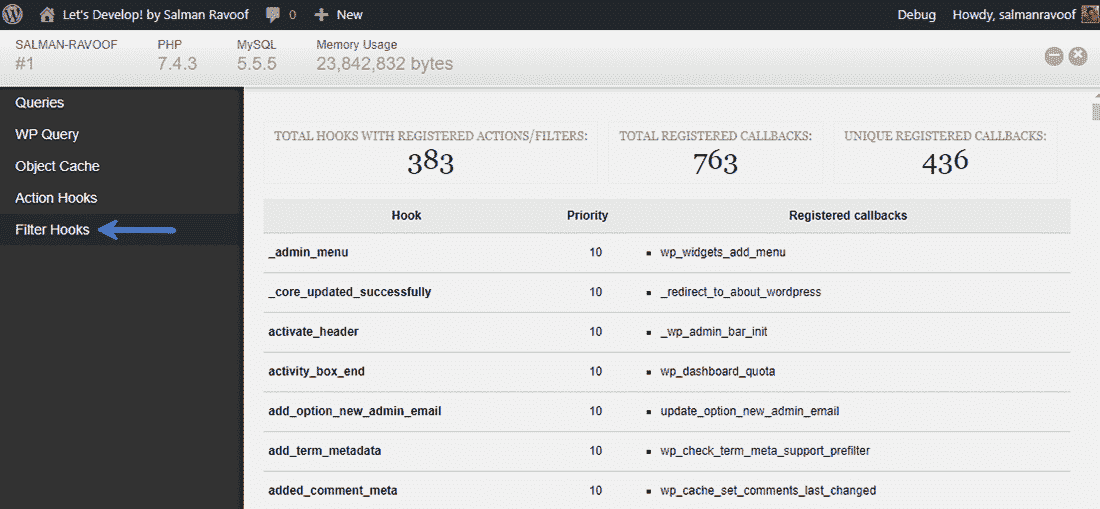 Let's Develop! by Salman Ravoof 0 New Debug Howdy, salmanravoof
SALMAN-RAVOOF PHP MySQL Memory Usage
#1 7.4.3 5.5.5 23,842,832 bytes
Queries
WP Query
Object Cache
Action Hooks
Filter Hooks
TOTAL HOOKS WITH REGISTERED ACTIONS/FILTERS: TOTAL REGISTERED CALLBACKS: UNIQUE REGISTERED CALLBACKS:
383 763 436
Hook Priority Registered callbacks
_admin_menu 10 wp_widgets_add_menu
_core_updated_successfully 10 _redirect_to_about_wordpress
activate_header 10 _wp_admin_bar_init
activity_box_end 10 wp_dashboard_quota
add_option_new_admin_email 10 update_option_new_admin_email
add_term_metadata 10 wp_check_term_meta_support_prefilter
added_comment_meta 10 wp_cache_set_comments_last_changed